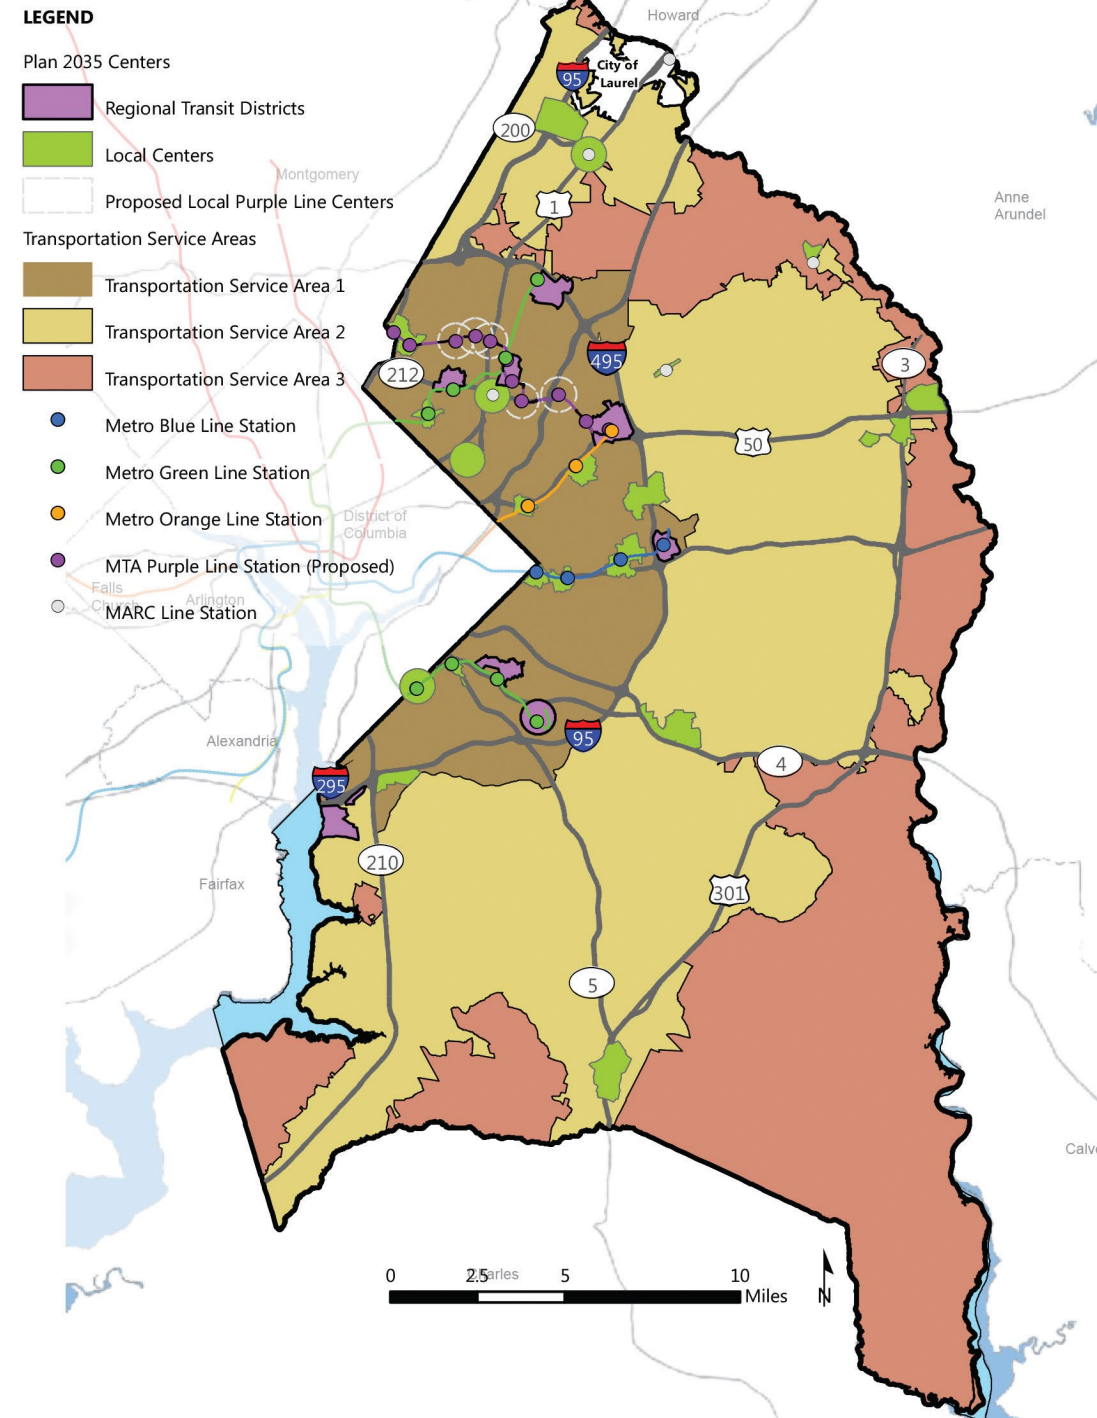 LEGEND
Plan 2035 Centers
Regional Transit Districts
Local Centers
Proposed Local Purple Line Centers
Transportation Service Areas
Transportation Service Area 1
Transportation Service Area 2
Transportation Service Area 3
Metro Blue Line Station
Metro Green Line Station
Metro Orange Line Station
MTA Purple Line Station (Proposed)
MARC Line Station
Howard
City of
Laurel
95
200
Montgomery
1
Anne
Arundel
495
3
212
50
District of
Columbia
Falls
Church
Arlington
Alexandria
95
4
295
Fairfax
210
301
5
Charles
0
2.5
5
10
Miles
N